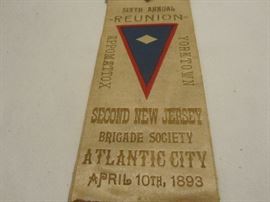 SIXTH ANNUAL
-REUNION-
APPOMATTOX
YORKTOWN
SECOND NEW JERSEY
BRIGADE SOCIETY
ATLANTIC CITY
APRIL 10TH, 1893